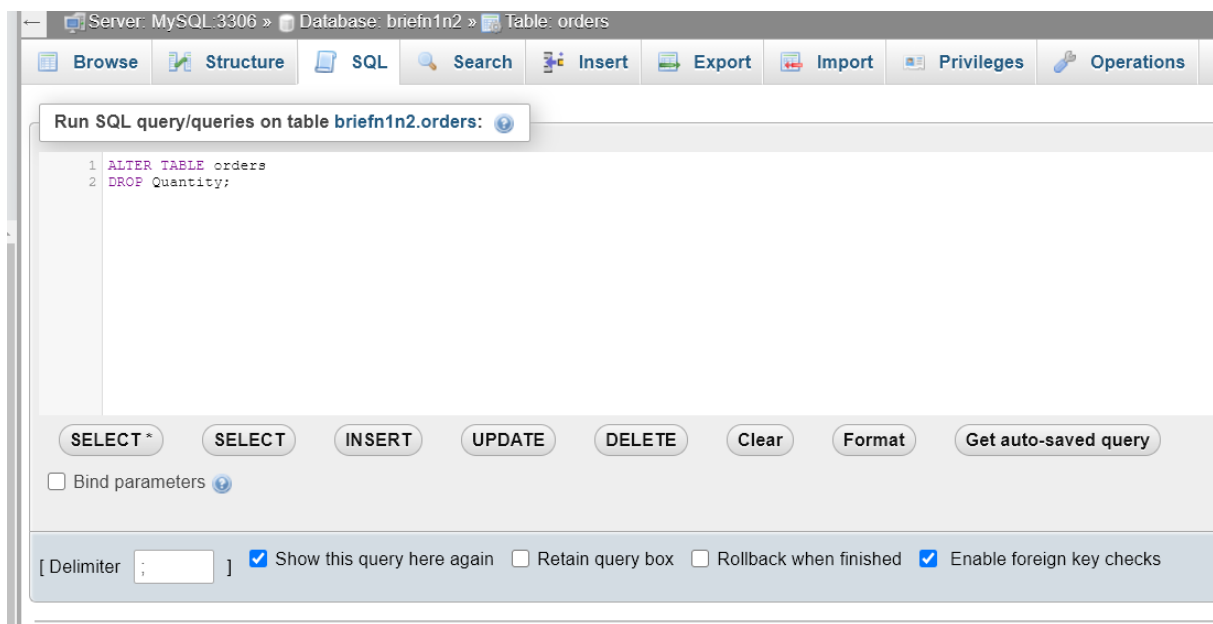 Server: MySQL:3306 » Database: briefn1n2 » Table: orders
Browse Structure SQL Search Insert Export Import Privileges Operations
Run SQL query/queries on table briefn1n2.orders:
1 ALTER TABLE orders
2 DROP Quantity;
SELECT * SELECT INSERT UPDATE DELETE Clear Format Get auto-saved query
Bind parameters
[ Delimiter ; ] Show this query here again Retain query box Rollback when finished Enable foreign key checks